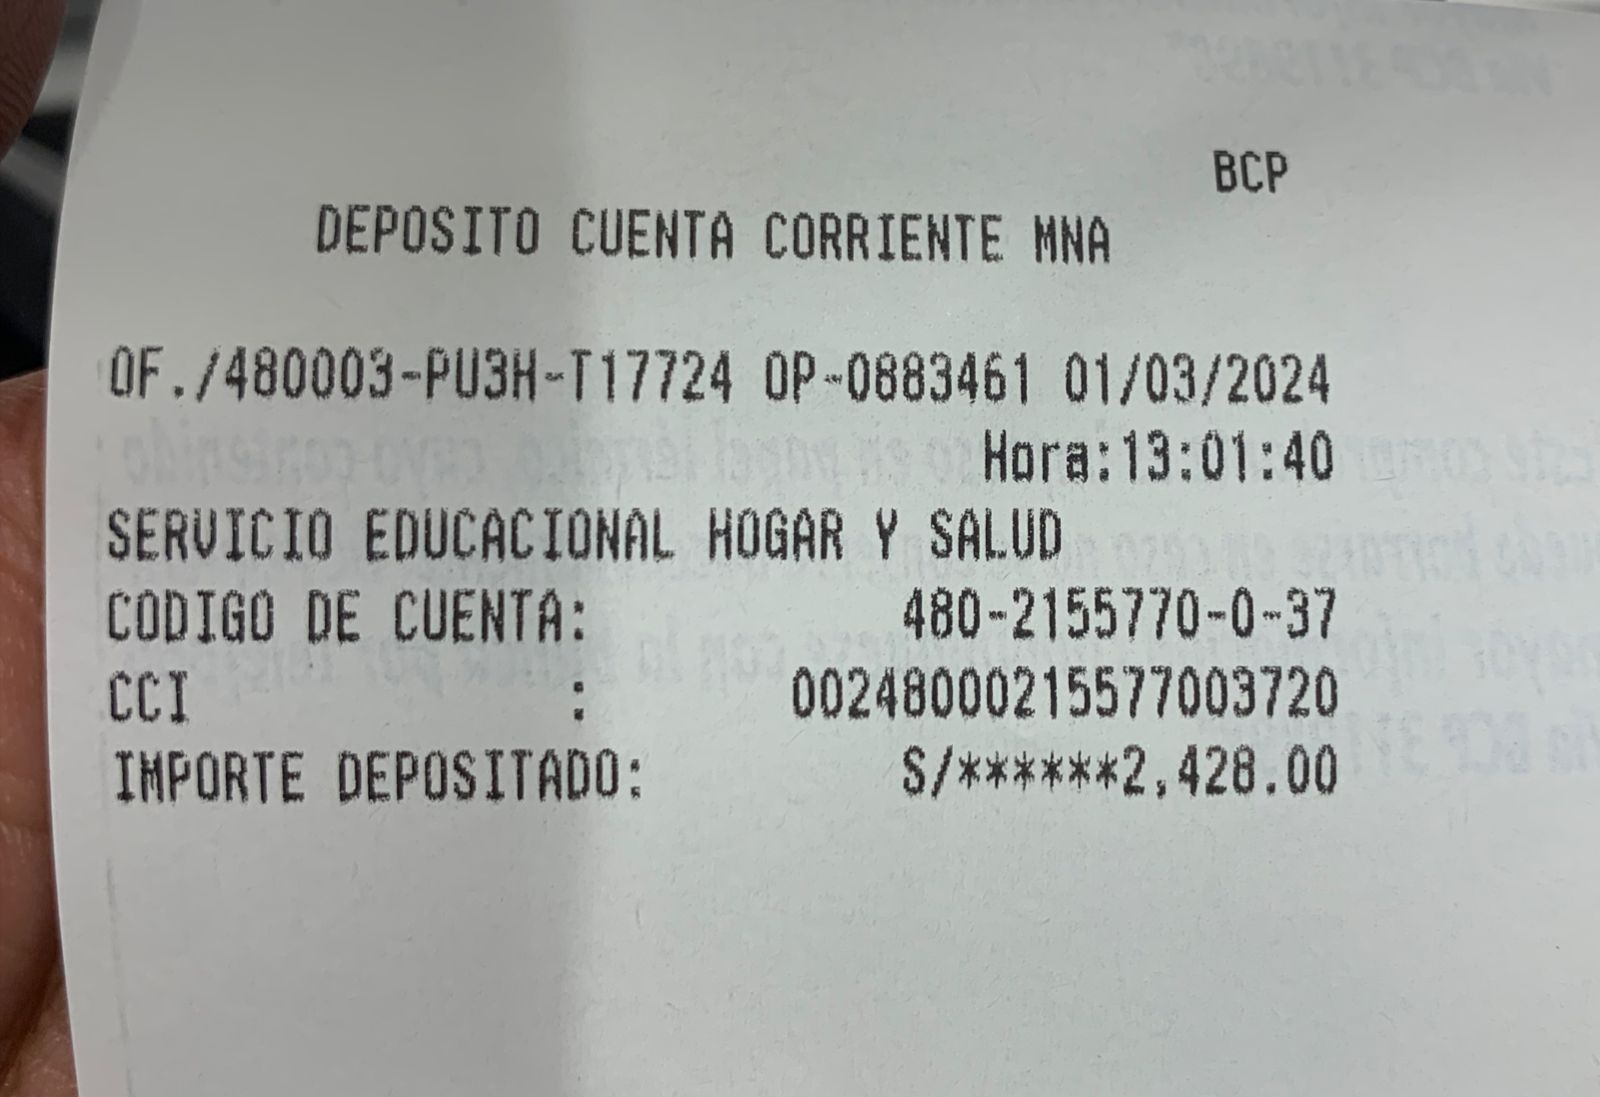 BCP
DEPOSITO CUENTA CORRIENTE MNA
OF./480003-PU3H-T17724 OP-0883461 01/03/2024
Hora:13:01:40
SERVICIO EDUCACIONAL HOGAR Y SALUD
CODIGO DE CUENTA: 480-2155770-0-37
CCI : 00248000215577003720
IMPORTE DEPOSITADO: S/******2,428.00